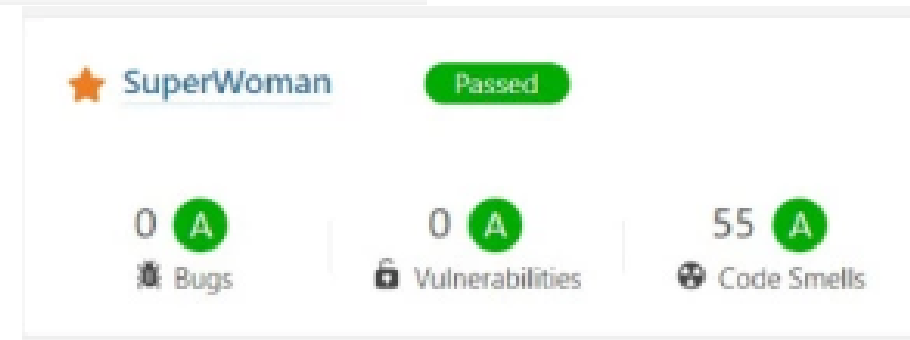 SuperWoman Passed
0 A 0 A 55 A
Bugs Vulnerabilities Code Smells